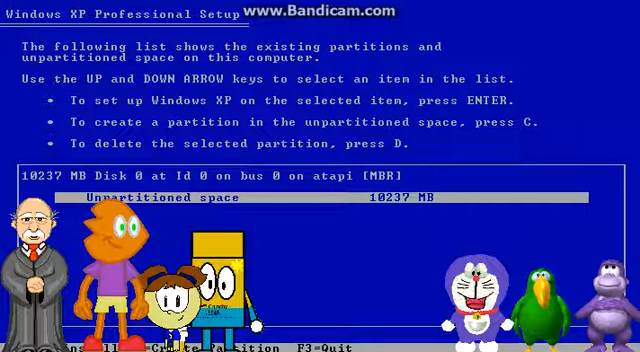 www.Bandicam.com
Windows XP Professional Setup
The following list shows the existing partitions and
unpartitioned space on this computer.
Use the UP and DOWN ARROW keys to select an item in the list.
• To set up Windows XP on the selected item, press ENTER.
• To create a partition in the unpartitioned space, press C.
• To delete the selected partition, press D.
10237 MB Disk 0 at Id 0 on bus 0 on atapi [MBR]
Unpartitioned space 10237 MB
Partition F3=Quit